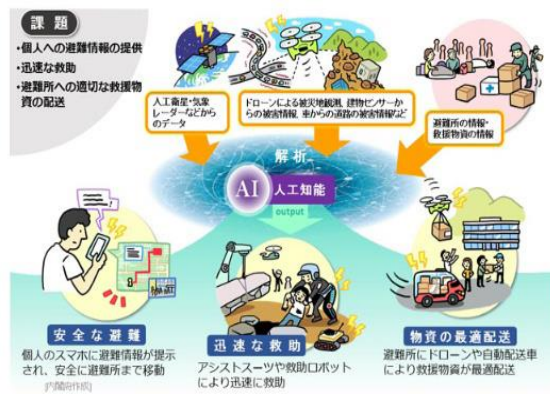 課題
・個人への避難情報の提供
・迅速な救助
・避難所への適切な救援物
資の配送
人工衛星・気象
レーダーなどから
のデータ
ドローンによる被災地観測、建物センサーか
らの被害情報、車からの道路の被害情報など
避難所の情報・
救援物資の情報
解析
AI 人工知能
output
安全な避難
個人のスマホに避難情報が提示
され、安全に避難所まで移動
[内閣府作成]
迅速な救助
アシストスーツや救助ロボット
により迅速に救助
物資の最適配送
避難所にドローンや自動配送車
により救援物資が最適配送